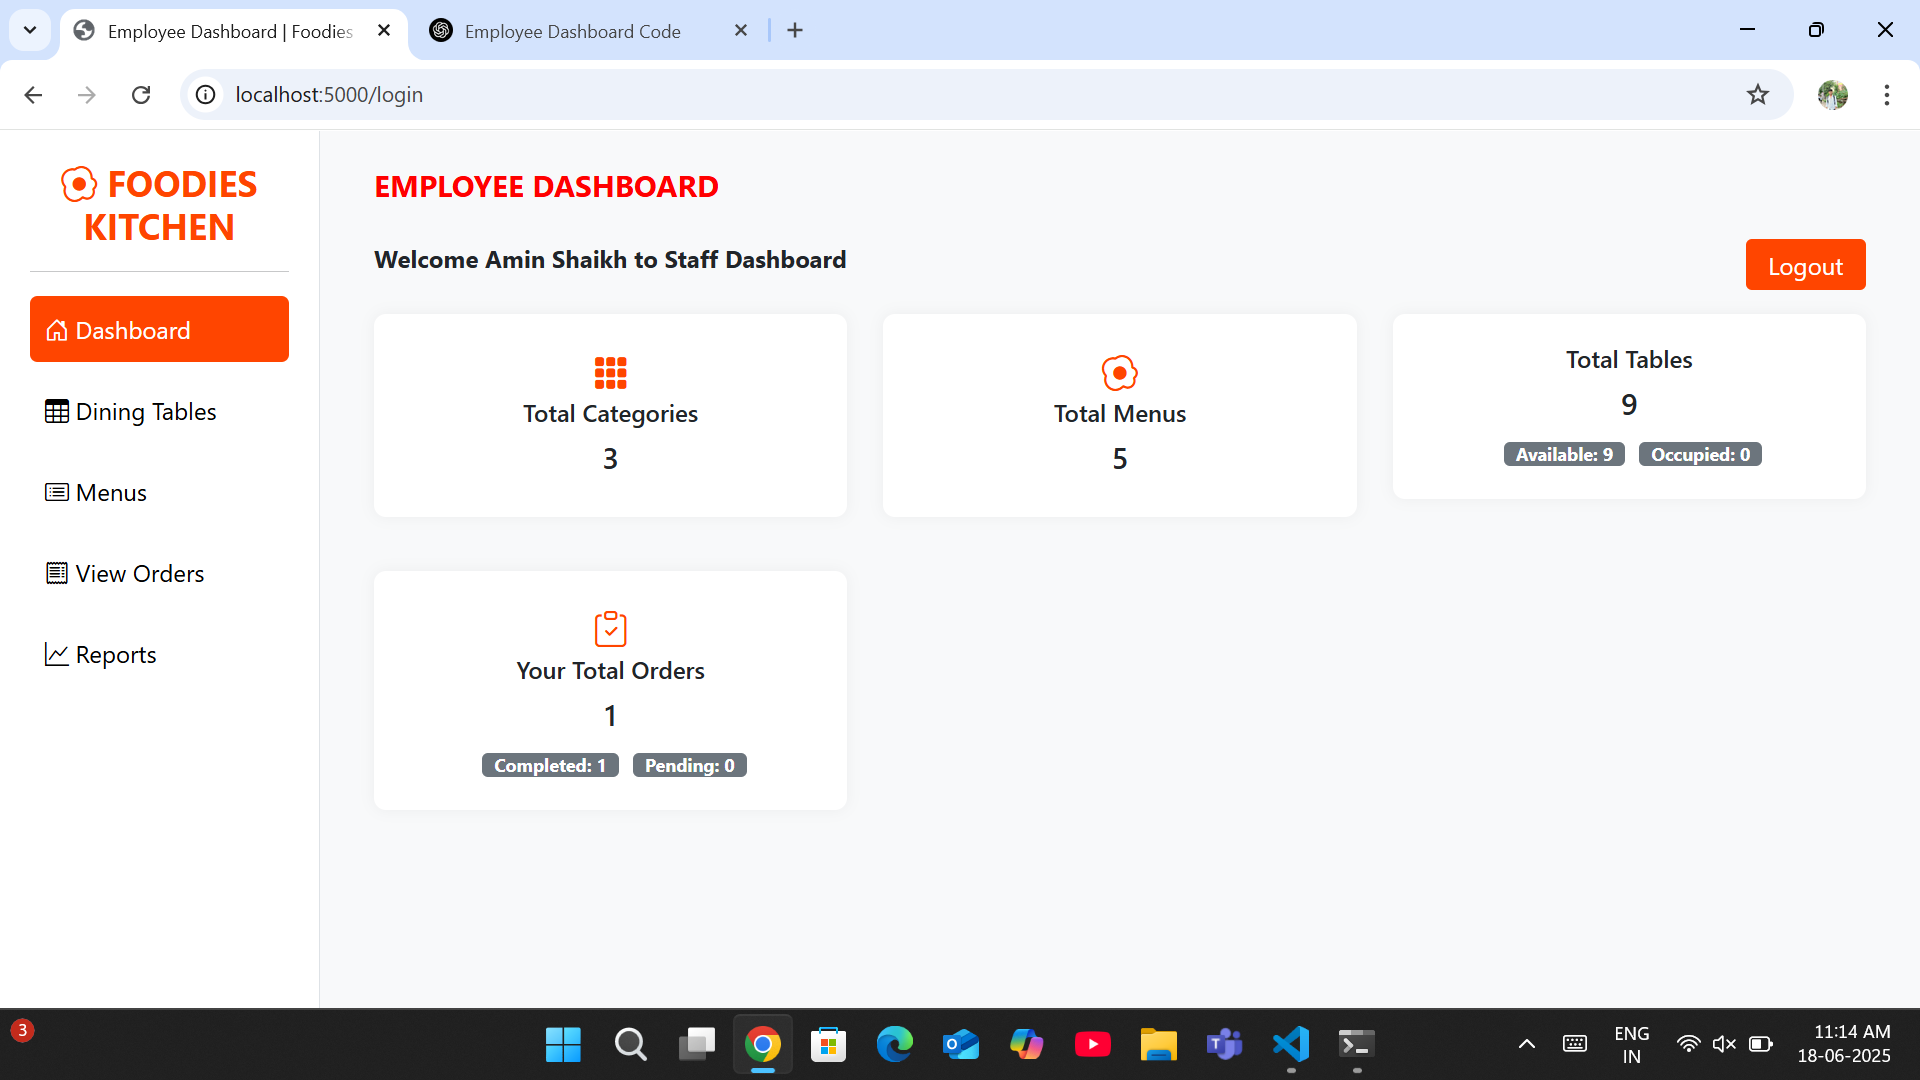 Employee Dashboard | Foodies
Employee Dashboard Code
localhost:5000/login
FOODIES
KITCHEN
Dashboard
Dining Tables
Menus
View Orders
Reports
EMPLOYEE DASHBOARD
Welcome Amin Shaikh to Staff Dashboard
Logout
Total Categories
3
Total Menus
5
Total Tables
9
Available: 9 Occupied: 0
Your Total Orders
1
Completed: 1 Pending: 0
3
ENG
IN
11:14 AM
18-06-2025